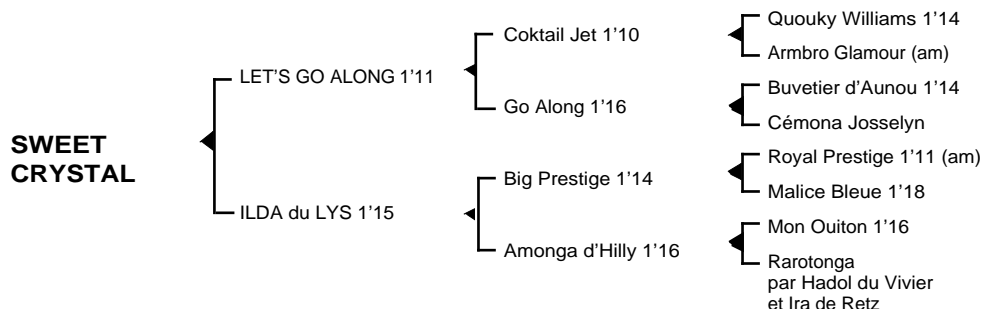 SWEET
CRYSTAL
LET'S GO ALONG 1'11
ILDA du LYS 1'15
Coktail Jet 1'10
Go Along 1'16
Big Prestige 1'14
Amonga d'Hilly 1'16
Quouky Williams 1'14
Armbro Glamour (am)
Buvetier d'Aunou 1'14
Cémona Josselyn
Royal Prestige 1'11 (am)
Malice Bleue 1'18
Mon Ouiton 1'16
Rarotonga
par Hadol du Vivier
et Ira de Retz